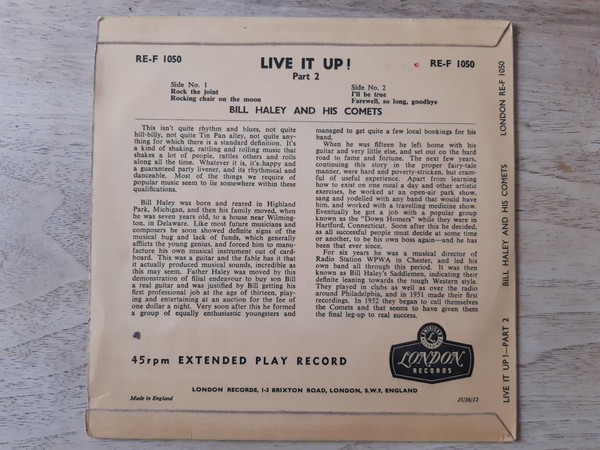 RE-F 1050
LIVE IT UP!
RE-F 1050
Part 2
Side No. 1
Rock the joint
Rocking chair on the moon
Side No. 2
I'll be true
Farewell, so long, goodbye
BILL HALEY AND HIS COMETS
This isn't quite rhythm and blues, not quite
hill-billy, not quite Tin Pan alley, not quite any-
thing for which there is a standard definition. It's
a kind of shaking, rattling and rolling music that
shakes a lot of people, rattles others and rolls
along all the time. Whatever it is, it's happy and
a guaranteed party livener, and its rhythmical and
danceable. Most of the things we require of
popular music seem to lie somewhere within these
qualifications.
Bill Haley was born and reared in Highland
Park, Michigan, and then his family moved, when
he was seven years old, to a house near Wilming-
ton, in Delaware. Like most future musicians and
composers he soon showed definite signs of the
musical bug and lack of funds, which generally
afflicts the young genius, and forced him to manu-
facture his own musical instrument out of card-
board. This was a guitar and the fable has it that
it actually produced musical sounds, incredible as
this may seem. Father Haley was moved by this
demonstration of filial endeavour to buy son Bill
a real guitar and was justified by Bill getting his
first professional job at the age of thirteen, play-
ing and entertaining at an auction for the fee of
one dollar a night. Very soon after this he formed
a group of equally enthusiastic youngsters and
managed to get quite a few local bookings for his
band.
When he was fifteen he left home with his
guitar and very little else, and set out on the hard
road to fame and fortune. The next few years,
continuing this story in the proper fairy-tale
manner, were hard and poverty-stricken, but cram-
ful of useful experience. Apart from learning
how to exist on one meal a day and other artistic
exercises, he worked at an open-air park show,
sang and yodelled with any band that would have
him, and worked with a travelling medicine show.
Eventually he got a job with a popular group
known as the "Down Homers" while they were in
Hartford, Connecticut. Soon after this he decided,
as all successful people must decide at some time
or another, to be his own boss again—and he has
been that ever since.
For six years he was a musical director of
Radio Station WPWA in Chester, and led his
own band all through this period. It was then
known as Bill Haley's Saddlemen, indicating their
definite leaning towards the tough Western style.
They played in clubs as well as over the radio
around Philadelphia, and in 1951 made their first
recordings. In 1952 they began to call themselves
the Comets and that seems to have given them
the final leg-up to real success.
45rpm EXTENDED PLAY RECORD
AMERICAN
L
LONDON
RECORDS
LONDON RECORDS, 1-3 BRIXTON ROAD, LONDON, S.W.9, ENGLAND
Made in England
JU56/12
LIVE IT UP!—PART 2
BILL HALEY AND HIS COMETS
LONDON RE-F 1050